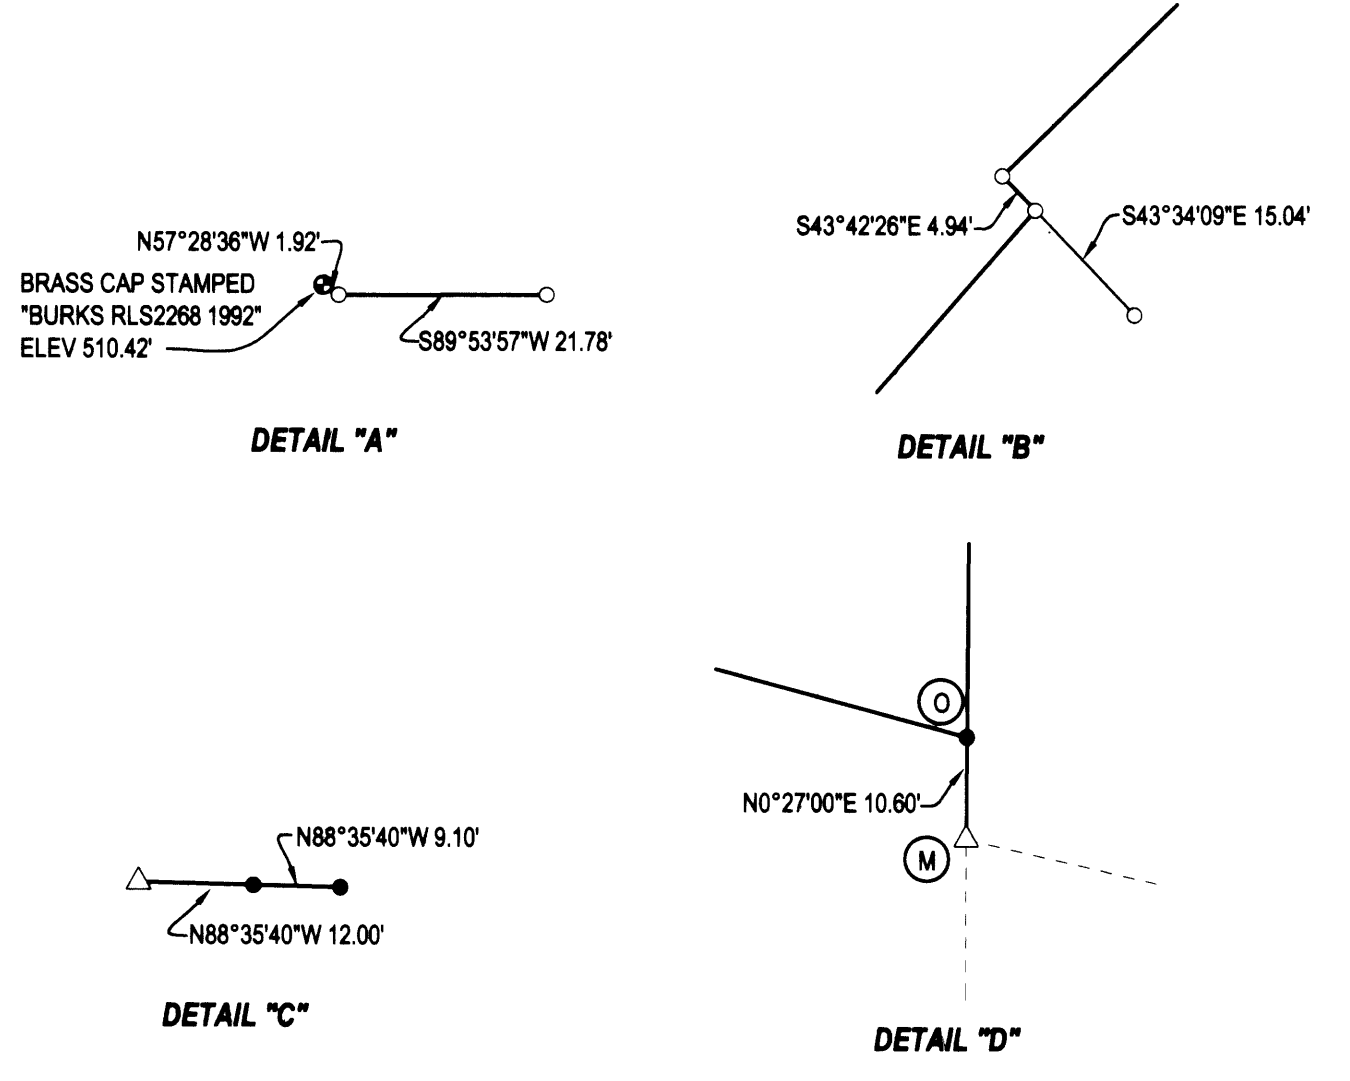 N57°28'36"W 1.92'
BRASS CAP STAMPED
"BURKS RLS2268 1992"
ELEV 510.42'
S89°53'57"W 21.78'
DETAIL "A"
S43°42'26"E 4.94'
S43°34'09"E 15.04'
DETAIL "B"
N88°35'40"W 9.10'
N88°35'40"W 12.00'
DETAIL "C"
O
N0°27'00"E 10.60'
M
DETAIL "D"